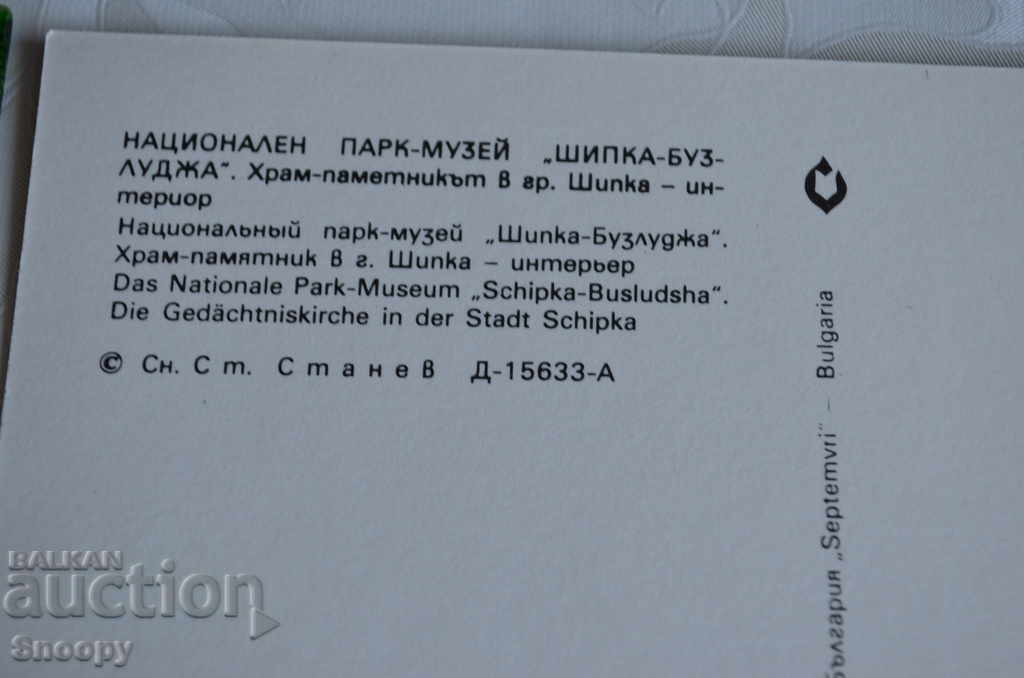 НАЦИОНАЛЕН ПАРК-МУЗЕЙ „ШИПКА-БУЗ-
ЛУДЖА“. Храм-паметникът в гр. Шипка – ин-
териор
Национальный парк-музей „Шипка-Бузлуджа“.
Храм-памятник в г. Шипка – интерьер
Das Nationale Park-Museum „Schipka-Busludsha“.
Die Gedächtniskirche in der Stadt Schipka
© Сн. Ст. Станев Д-15633-А
България „Septemvri“ – Bulgaria
BALKAN
auction
Snoopy